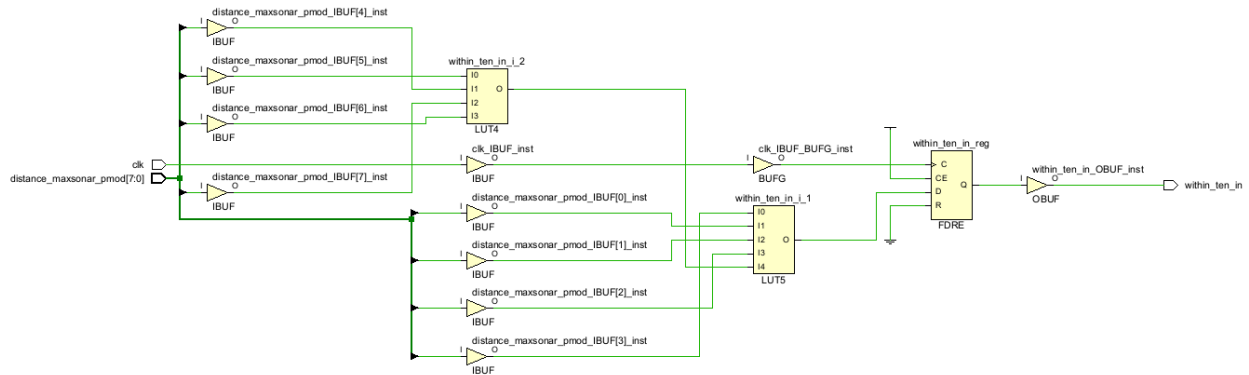 distance_maxsonar_pmod_IBUF[4]_inst
I O
IBUF
distance_maxsonar_pmod_IBUF[5]_inst
I O
IBUF
within_ten_in_i_2
I0
I1
I2
I3
O
LUT4
distance_maxsonar_pmod_IBUF[6]_inst
I O
IBUF
clk
clk_IBUF_inst
I O
IBUF
clk_IBUF_BUFG_inst
I O
BUFG
within_ten_in_reg
C
CE
D
R
Q
FDRE
within_ten_in_OBUF_inst
I O
OBUF
within_ten_in
distance_maxsonar_pmod[7:0]
distance_maxsonar_pmod_IBUF[7]_inst
I O
IBUF
distance_maxsonar_pmod_IBUF[0]_inst
I O
IBUF
within_ten_in_i_1
I0
I1
I2
I3
I4
O
LUT5
distance_maxsonar_pmod_IBUF[1]_inst
I O
IBUF
distance_maxsonar_pmod_IBUF[2]_inst
I O
IBUF
distance_maxsonar_pmod_IBUF[3]_inst
I O
IBUF